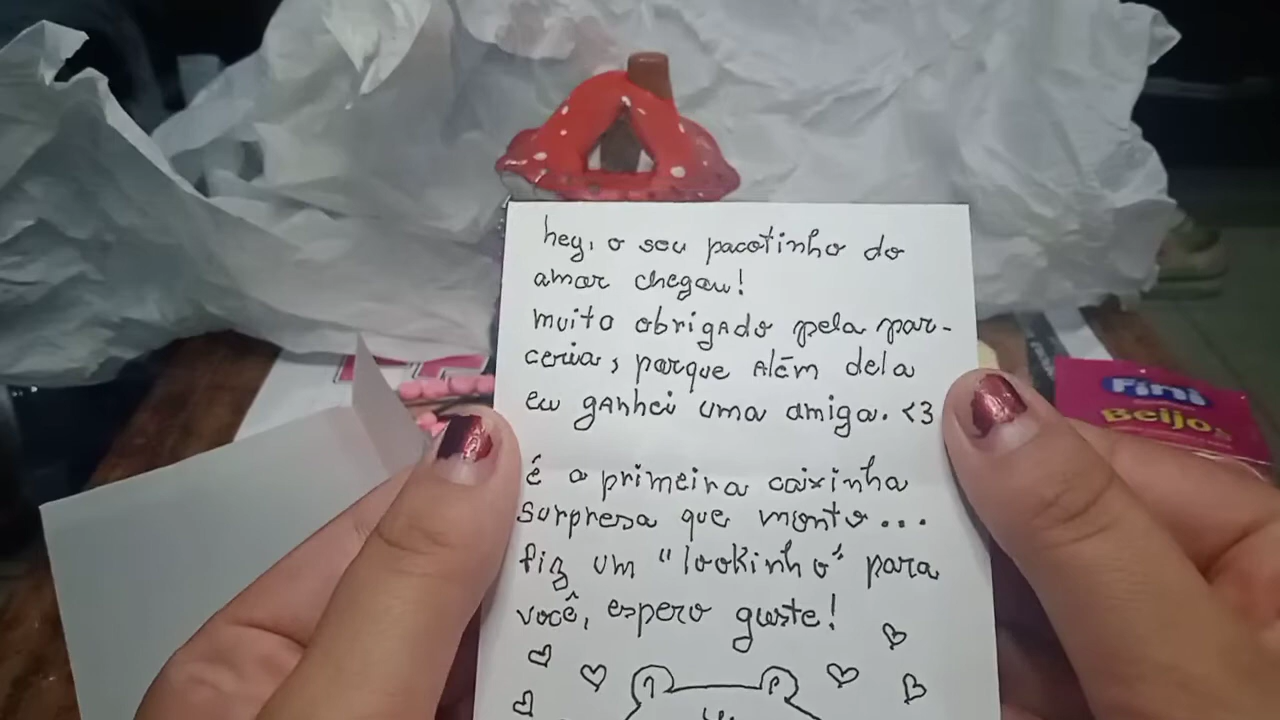 hey, o seu pacotinho do
amor chegou!
muito obrigado pela par-
ceria, porque Além dela
eu ganhei uma amiga. <3
é a primeira caixinha
surpresa que monto...
fiz um "lookinho" para
você, espero goste!
Fini
Beijos